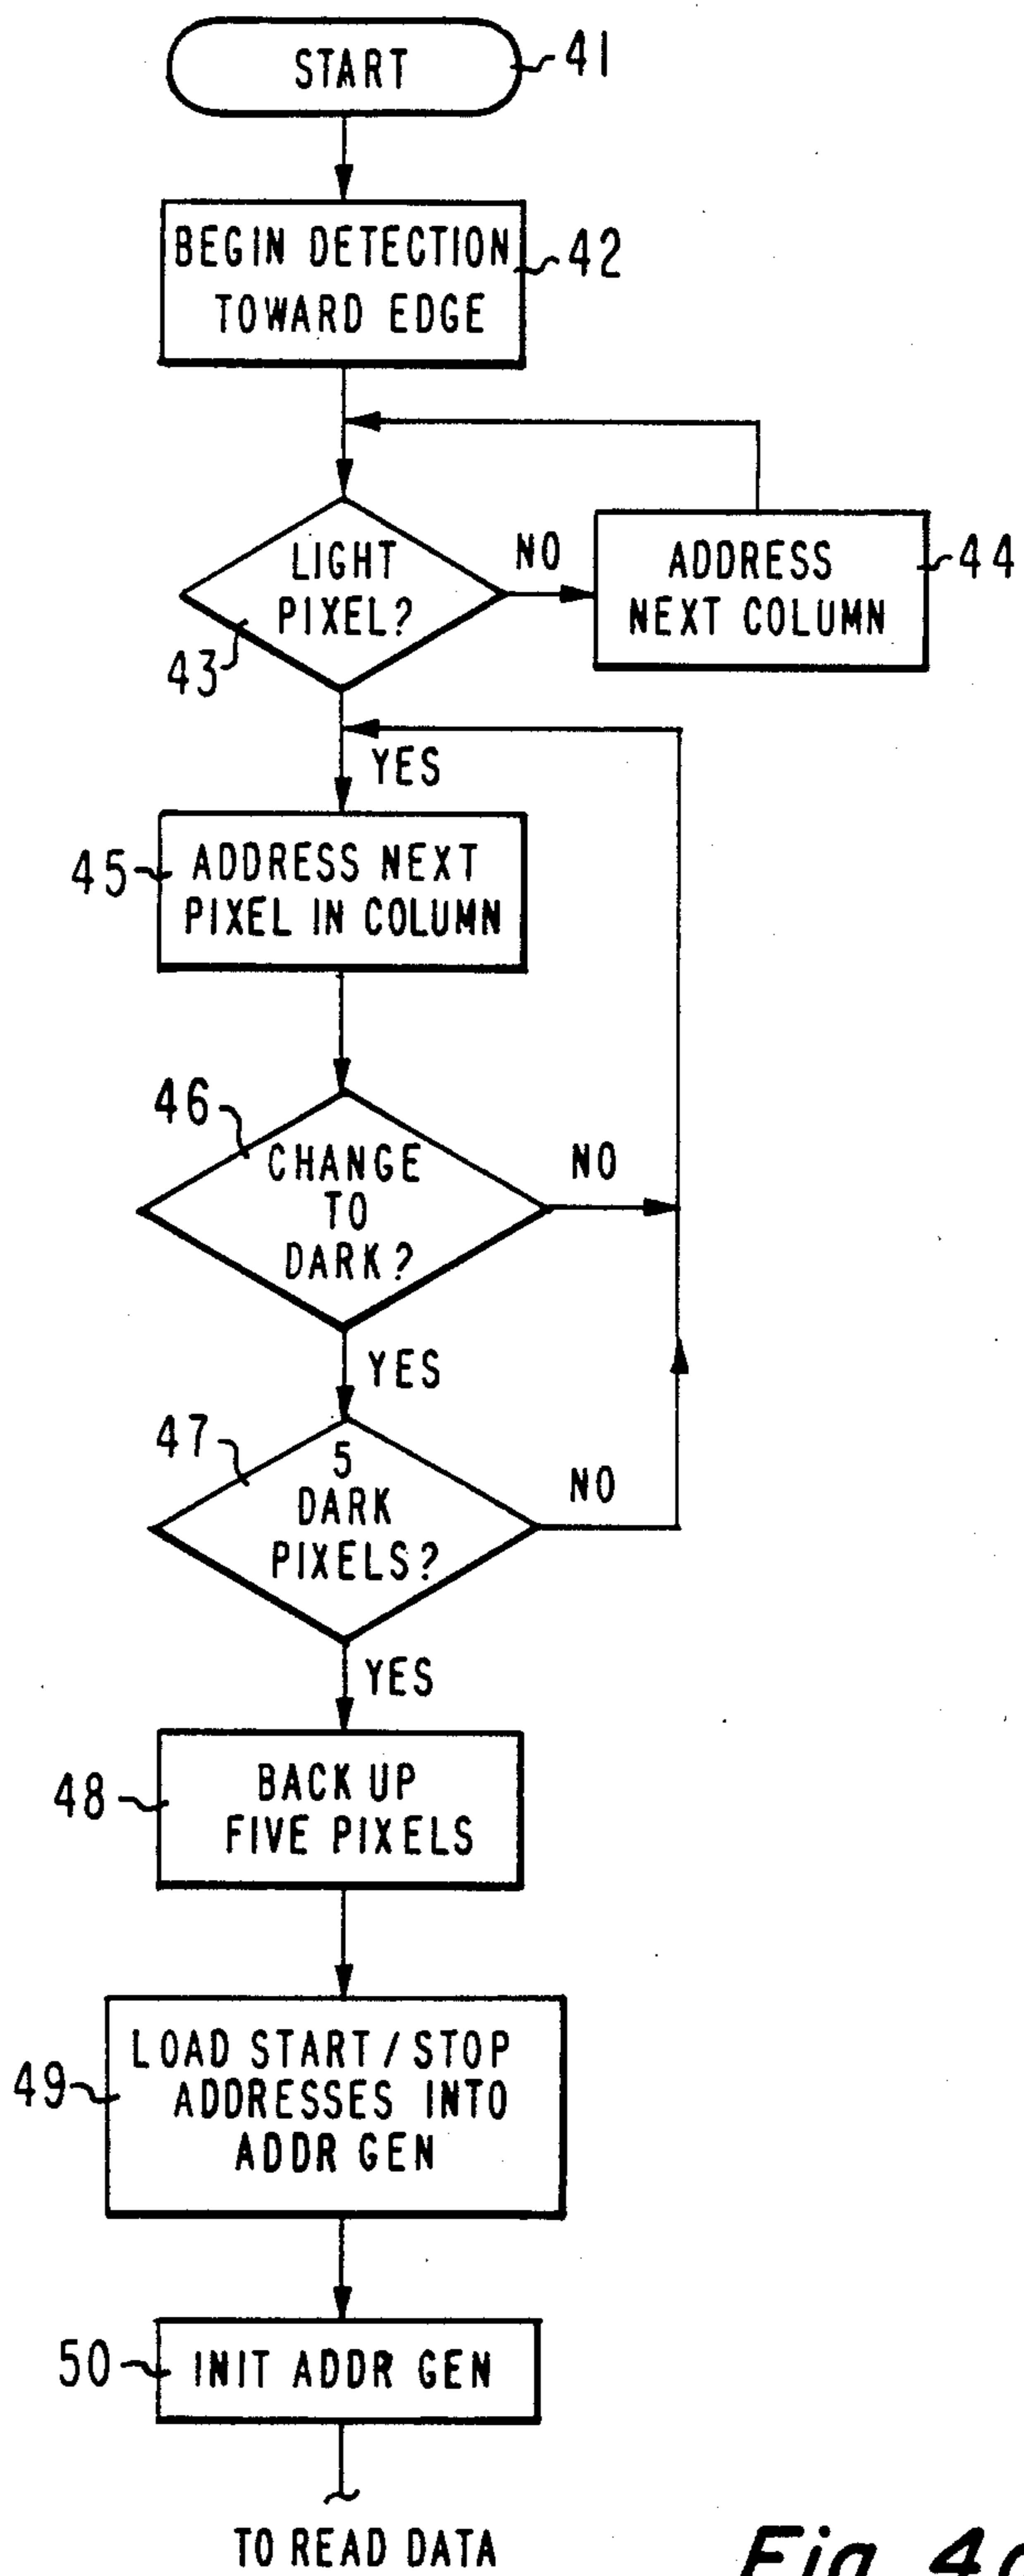 START
41
BEGIN DETECTION
TOWARD EDGE
42
LIGHT
PIXEL?
43
NO
ADDRESS
NEXT COLUMN
44
YES
45
ADDRESS NEXT
PIXEL IN COLUMN
46
CHANGE
TO
DARK?
NO
YES
47
5
DARK
PIXELS?
NO
YES
48
BACK UP
FIVE PIXELS
49
LOAD START/STOP
ADDRESSES INTO
ADDR GEN
50
INIT ADDR GEN
TO READ DATA
Fig 4a